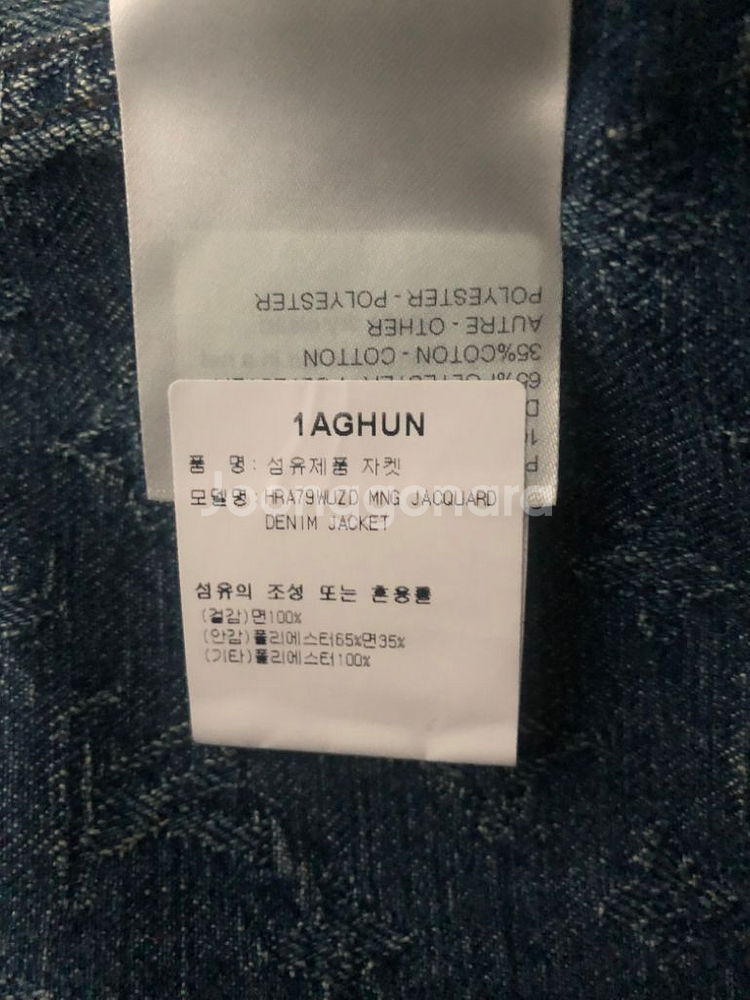 POLYESTER - POLYESTER
AUTRE - OTHER
35%COTON - COTTON
1AGHUN
품 명 : 섬유제품 자켓
모델명 : HRA79WUZD MNG JACQUARD
DENIM JACKET
섬유의 조성 또는 혼용률
(겉감)면100%
(안감)폴리에스터65%면35%
(기타)폴리에스터100%
Joonggonara